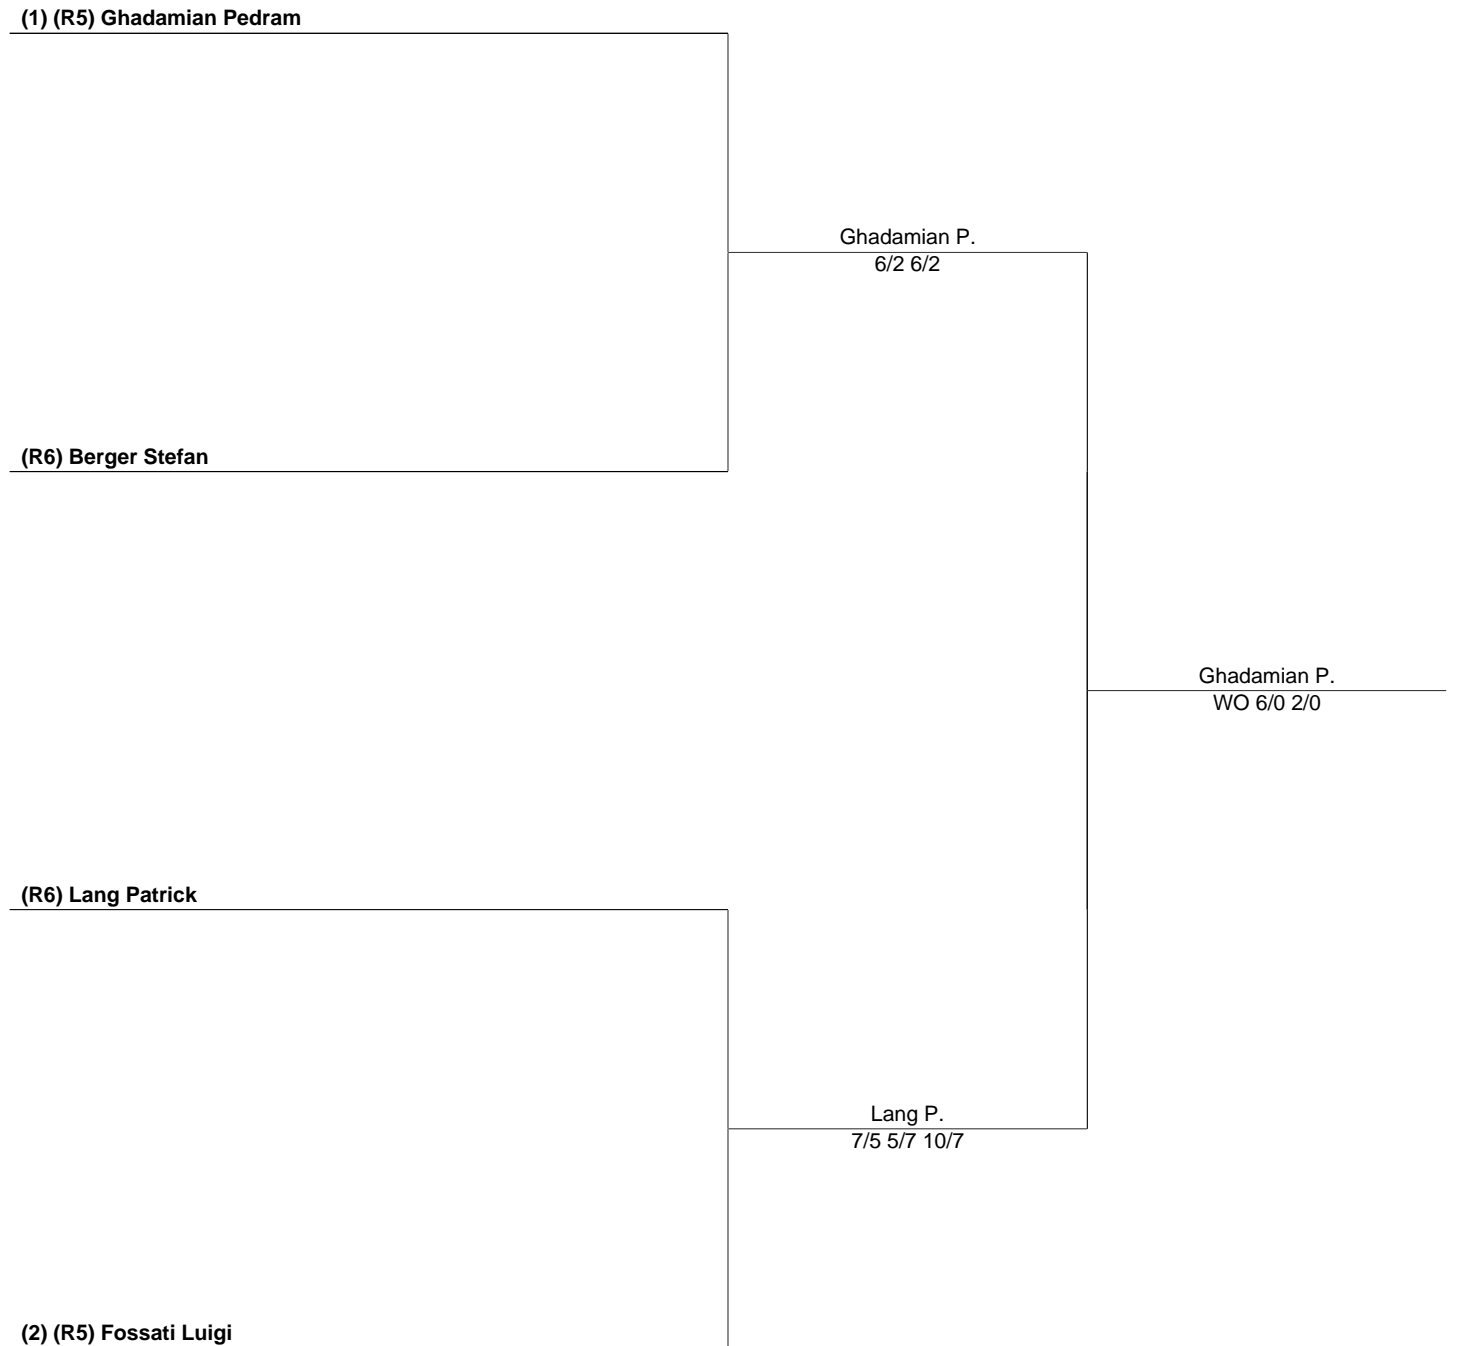 (1) (R5) Ghadamian Pedram
Ghadamian P.
6/2 6/2
(R6) Berger Stefan
Ghadamian P.
WO 6/0 2/0
(R6) Lang Patrick
Lang P.
7/5 5/7 10/7
(2) (R5) Fossati Luigi